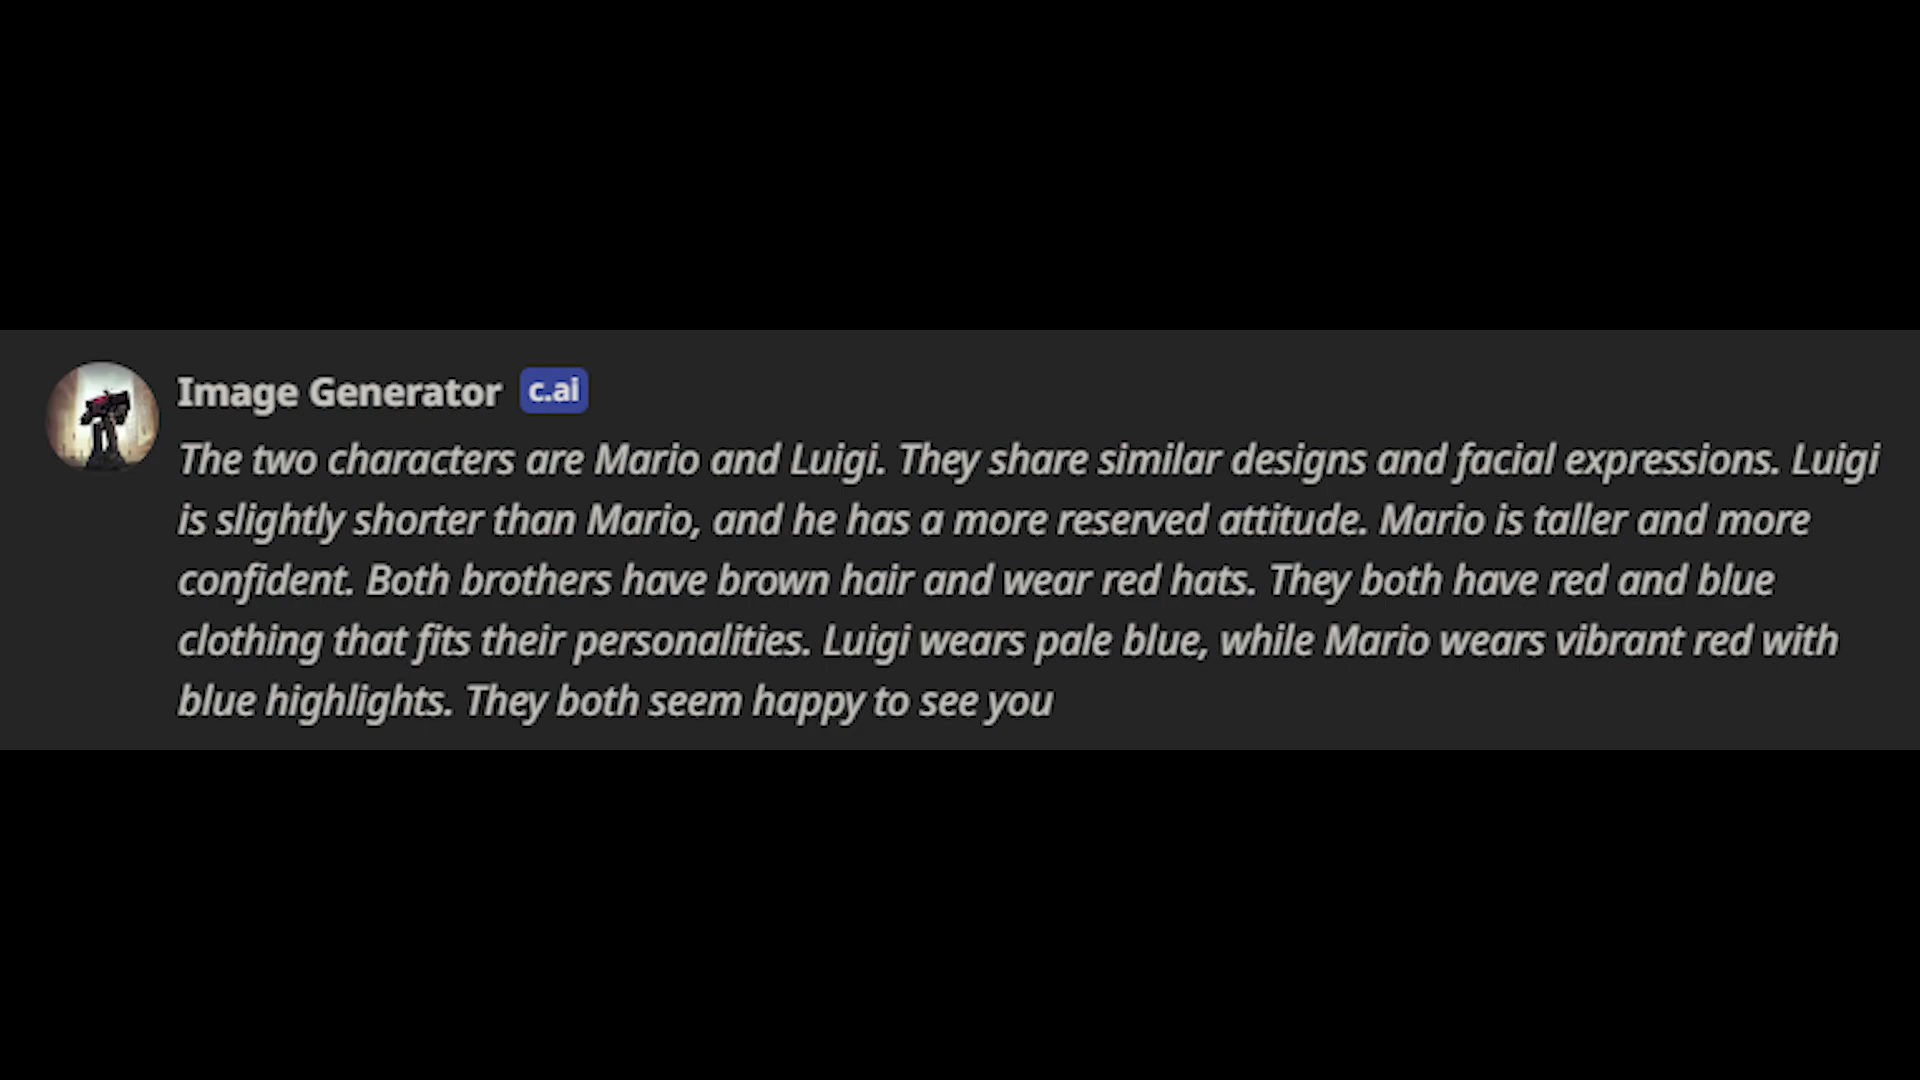 Image Generator c.ai
The two characters are Mario and Luigi. They share similar designs and facial expressions. Luigi
is slightly shorter than Mario, and he has a more reserved attitude. Mario is taller and more
confident. Both brothers have brown hair and wear red hats. They both have red and blue
clothing that fits their personalities. Luigi wears pale blue, while Mario wears vibrant red with
blue highlights. They both seem happy to see you